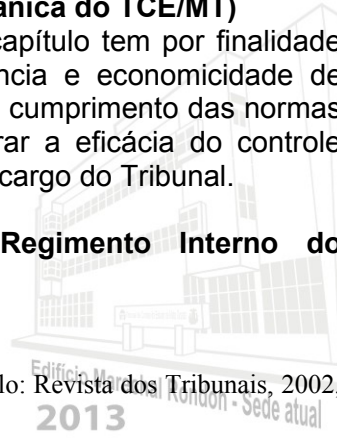 ânica do TCE/MT)
capítulo tem por finalidade
ncia e economicidade de
cumprimento das normas
rar a eficácia do controle
cargo do Tribunal.
Regimento Interno do
lo: Revista dos Tribunais, 2002,
Edifício Marechal Rondon - Sede atual
2013